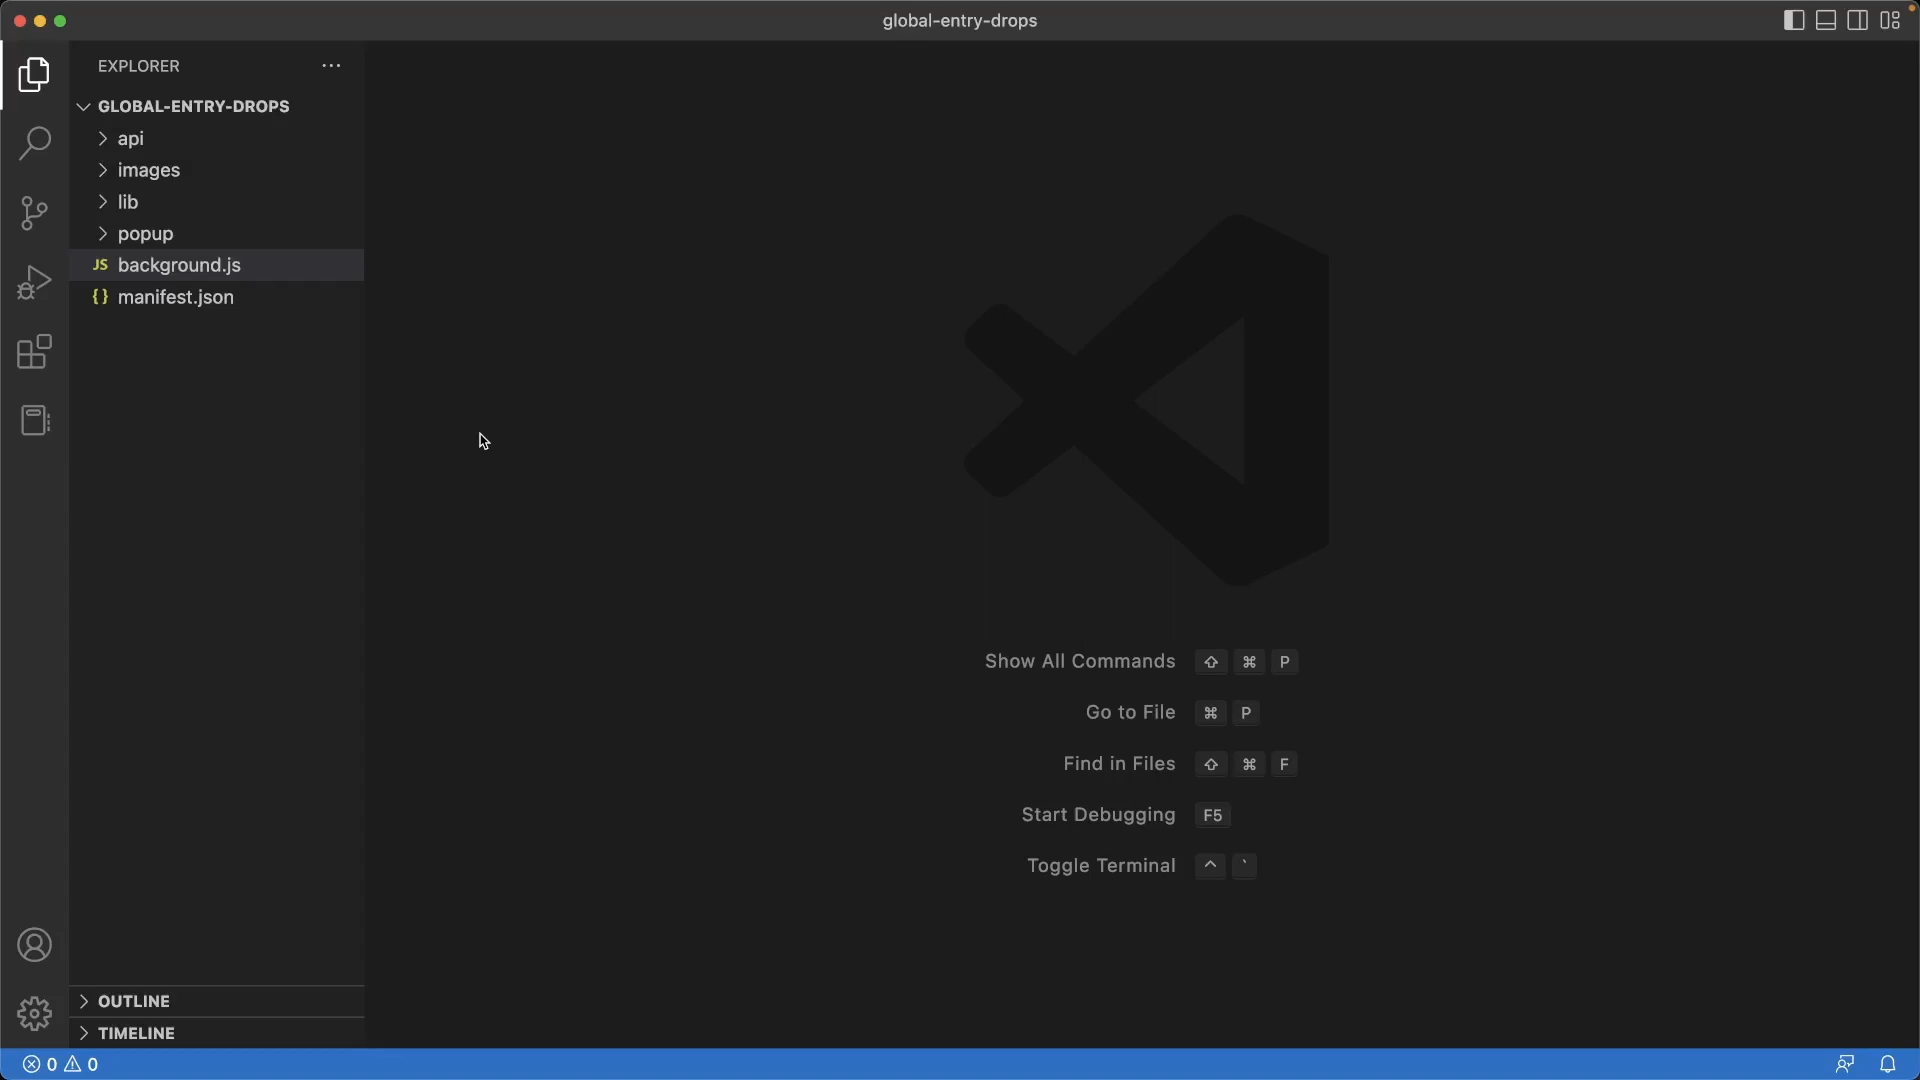 global-entry-drops
EXPLORER
GLOBAL-ENTRY-DROPS
api
images
lib
popup
JS background.js
{} manifest.json
Show All Commands ⇧ ⌘ P
Go to File ⌘ P
Find in Files ⇧ ⌘ F
Start Debugging F5
Toggle Terminal ^ `
OUTLINE
TIMELINE
0 0